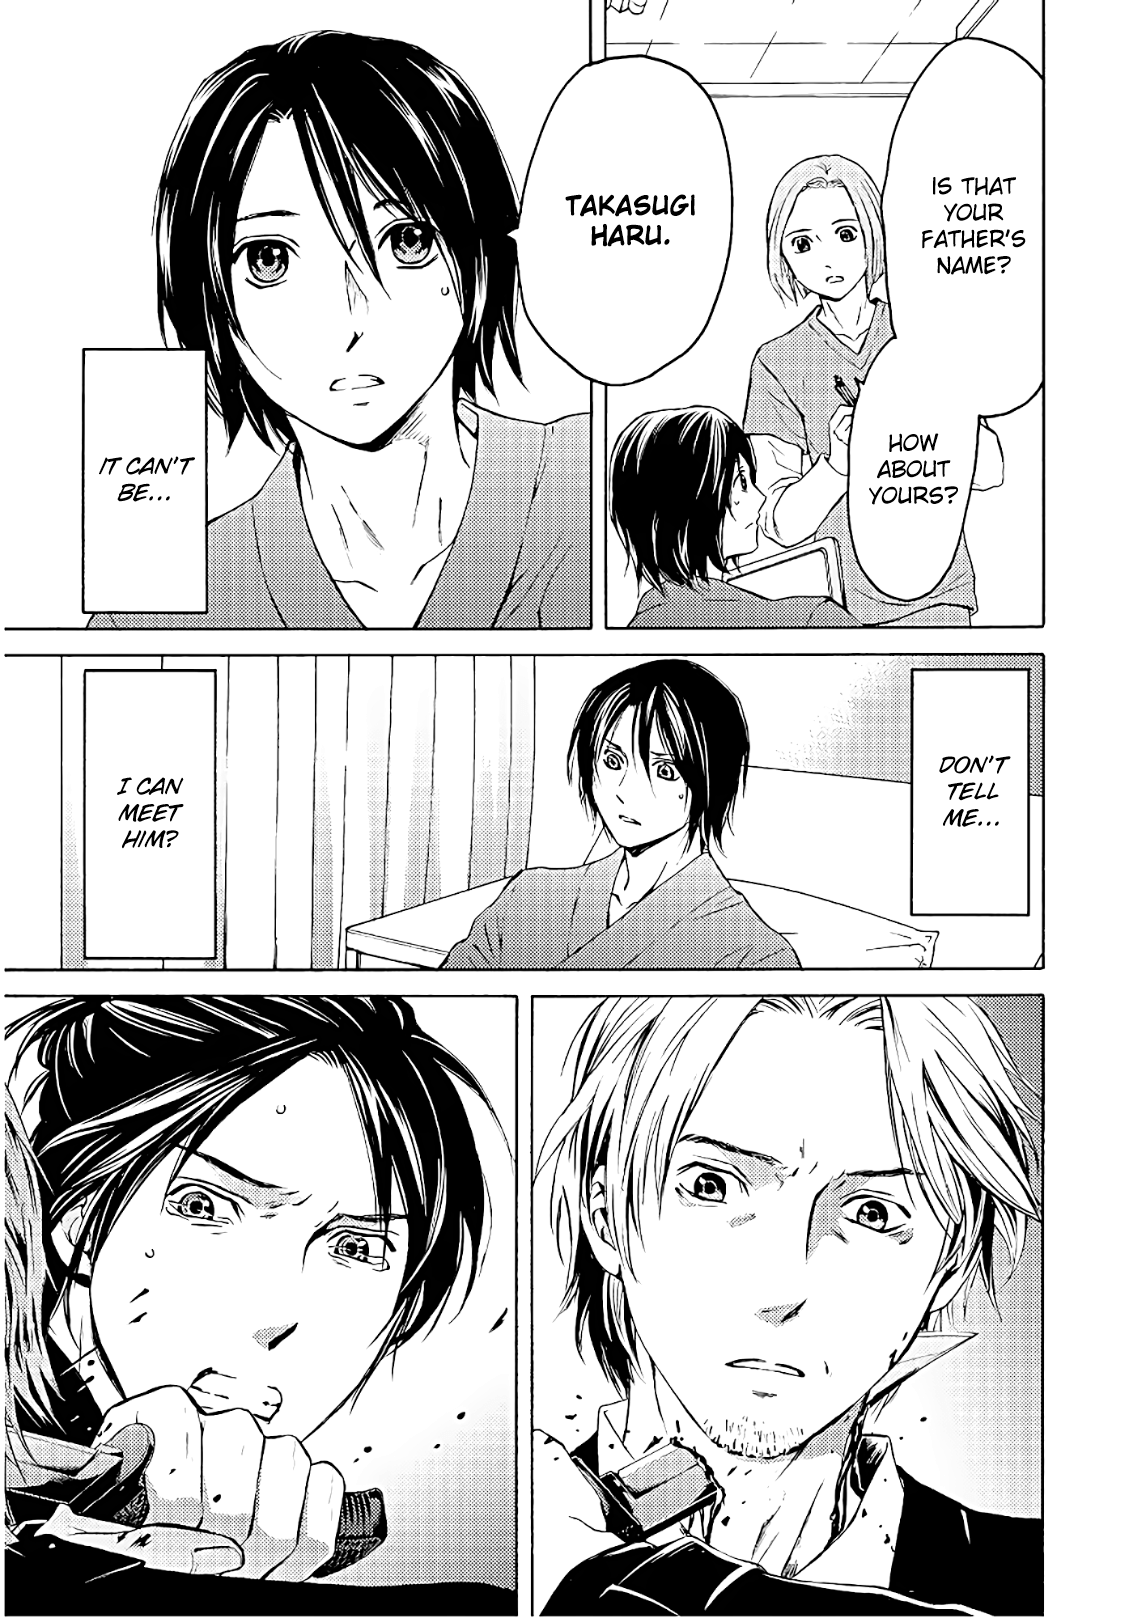 IS THAT
YOUR
FATHER'S
NAME?
HOW
ABOUT
YOURS?
TAKASUGI
HARU.
IT CAN'T
BE...
DON'T
TELL
ME...
I CAN
MEET
HIM?